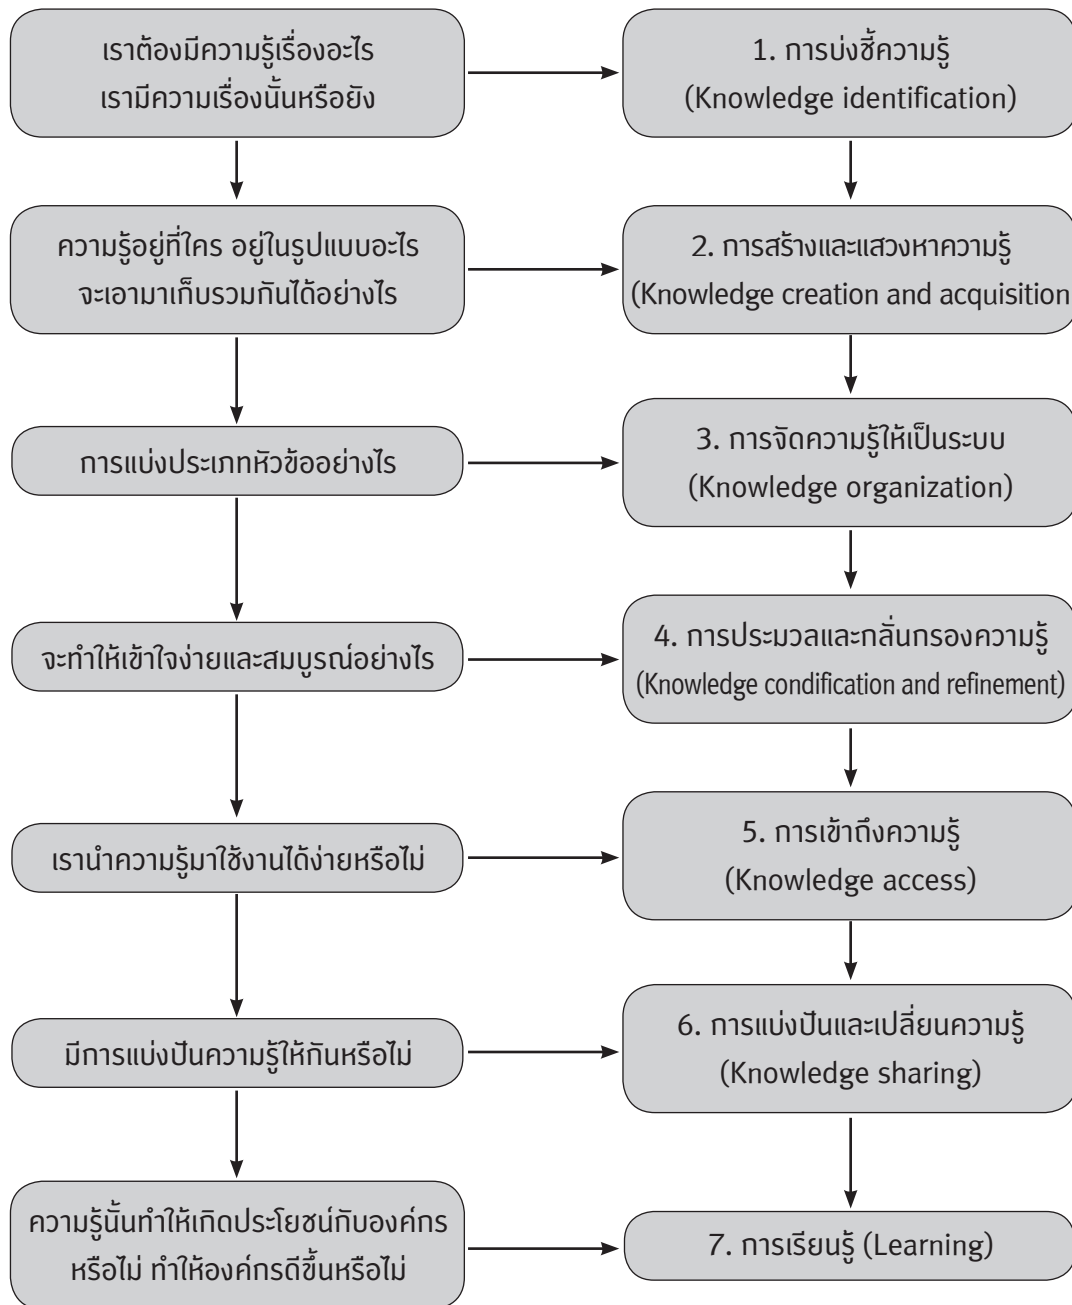 เราต้องมีความรู้เรื่องอะไร
เรามีความเรื่องนั้นหรือยัง
1. การบ่งชี้ความรู้
(Knowledge identification)
ความรู้อยู่ที่ใคร อยู่ในรูปแบบอะไร
จะเอามาเก็บรวมกันได้อย่างไร
2. การสร้างและแสวงหาความรู้
(Knowledge creation and acquisition
การแบ่งประเภทหัวข้ออย่างไร
3. การจัดความรู้ให้เป็นระบบ
(Knowledge organization)
จะทำให้เข้าใจง่ายและสมบูรณ์อย่างไร
4. การประมวลและกลั่นกรองความรู้
(Knowledge condification and refinement)
เรานำความรู้มาใช้งานได้ง่ายหรือไม่
5. การเข้าถึงความรู้
(Knowledge access)
มีการแบ่งปันความรู้ให้กันหรือไม่
6. การแบ่งปันและเปลี่ยนความรู้
(Knowledge sharing)
ความรู้นั้นทำให้เกิดประโยชน์กับองค์กร
หรือไม่ ทำให้องค์กรดีขึ้นหรือไม่
7. การเรียนรู้ (Learning)